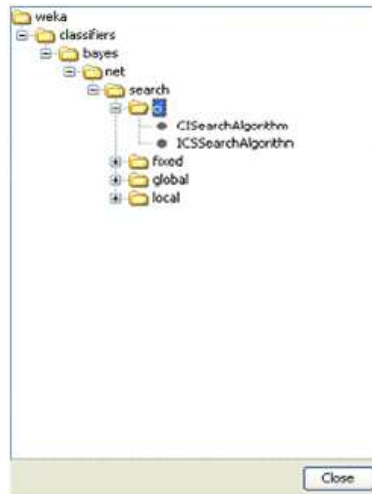 weka
classifiers
bayes
net
search
ci
CISearchAlgorithm
ICSSearchAlgorithm
fixed
global
local
Close